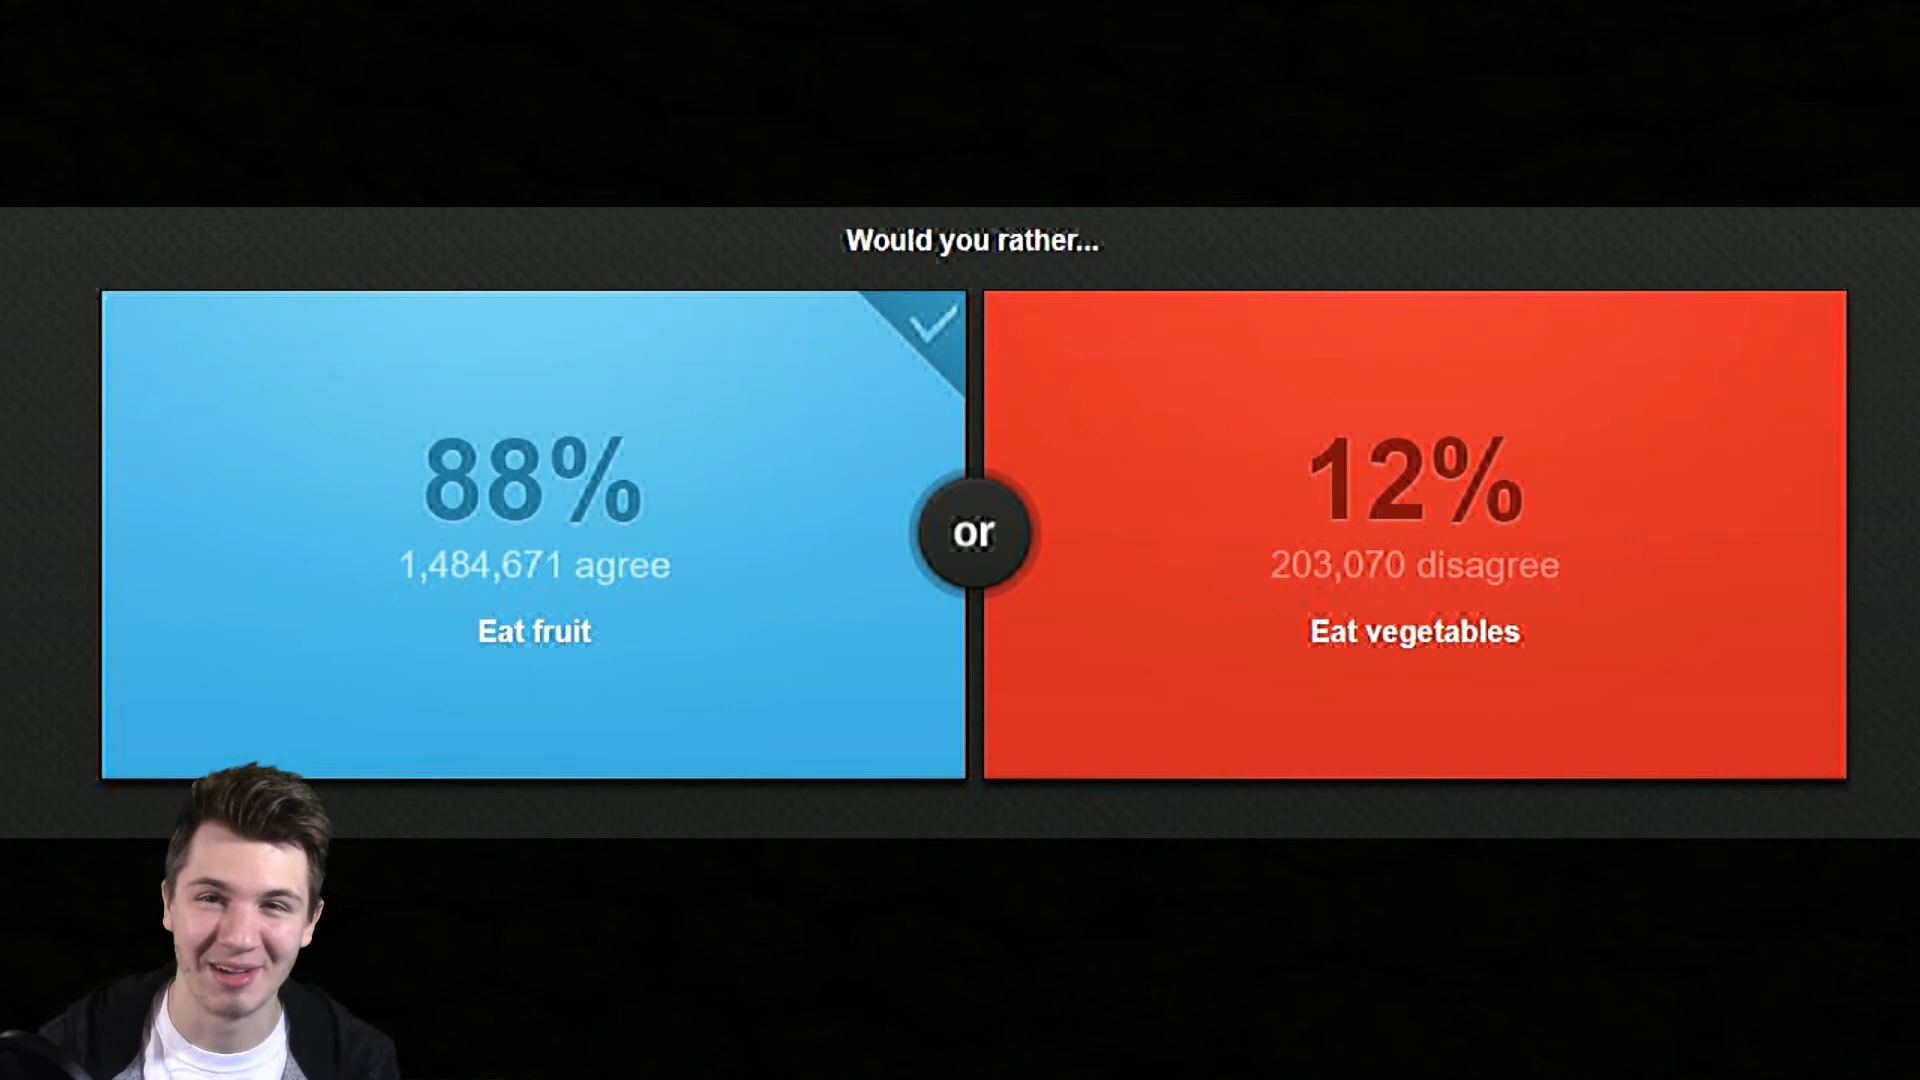 Would you rather...
88%
1,484,671 agree
Eat fruit
or
12%
203,070 disagree
Eat vegetables